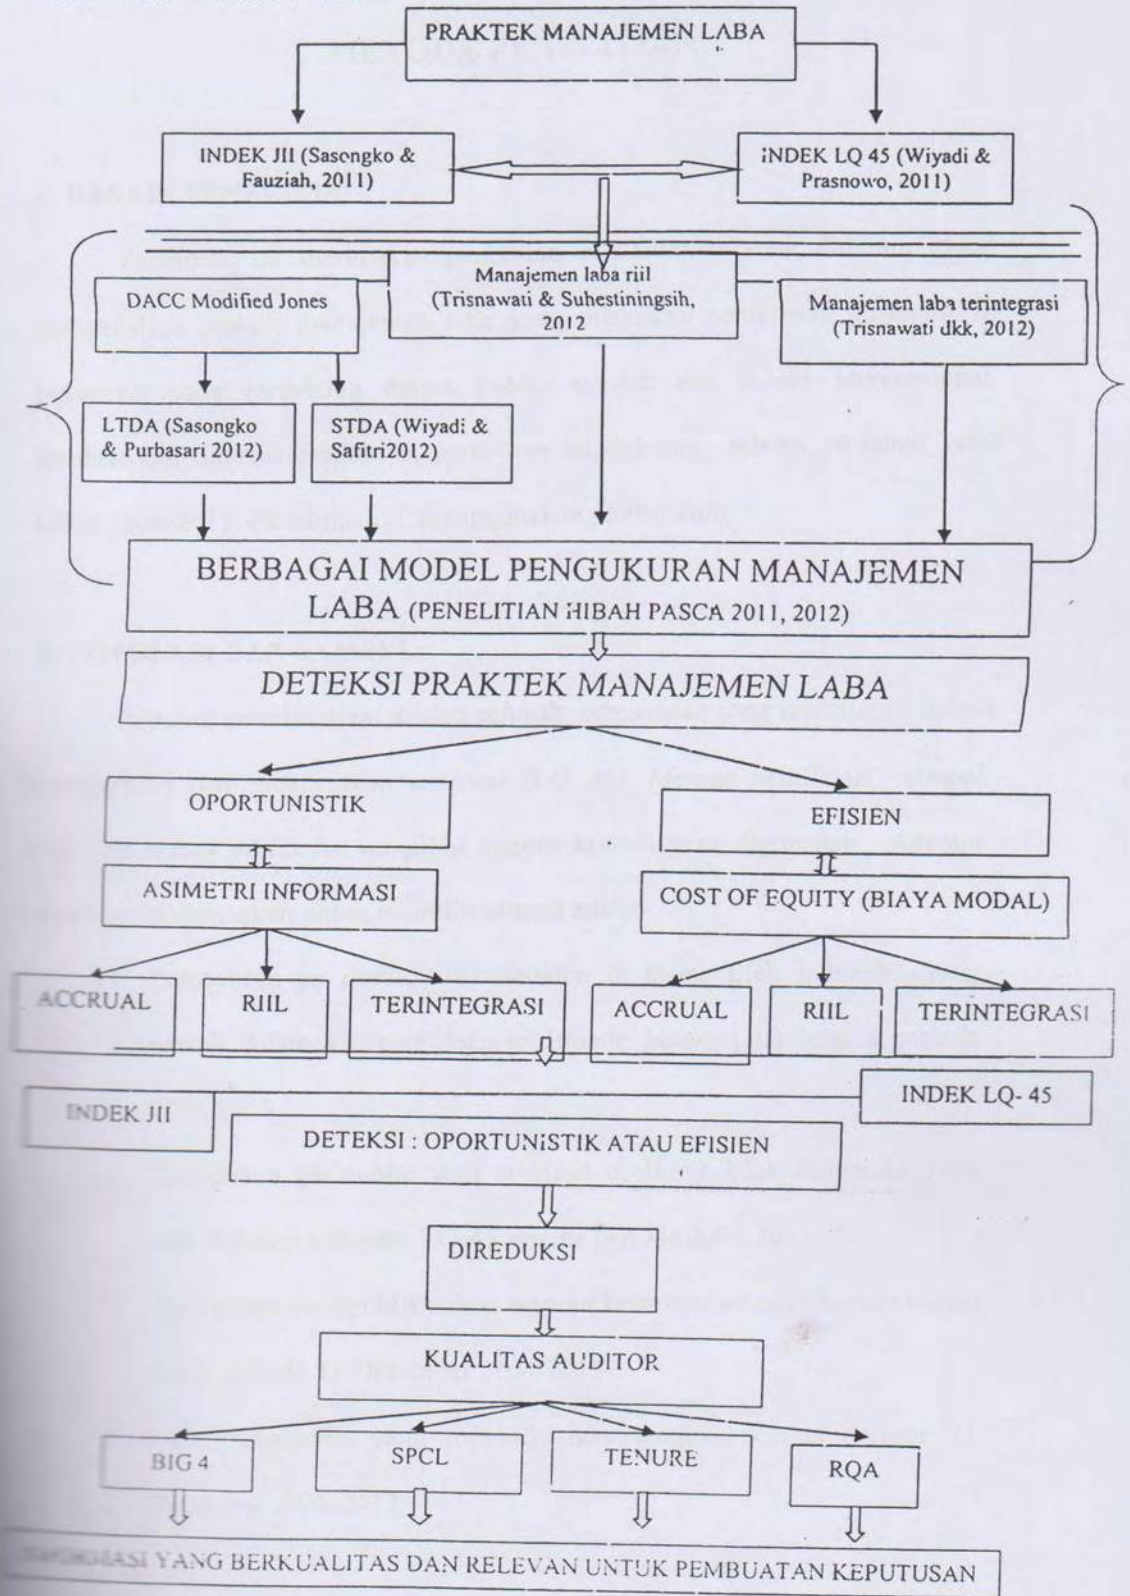 PRAKTEK MANAJEMEN LABA
INDEK JII (Sasongko &
Fauziah, 2011)
INDEK LQ 45 (Wiyadi &
Prasnowo, 2011)
DACC Modified Jones
Manajemen laba riil
(Trisnawati & Suhestiningsih,
2012
Manajemen laba terintegrasi
(Trisnawati dkk, 2012)
LTDA (Sasongko
& Purbasari 2012)
STDA (Wiyadi &
Safitri2012)
BERBAGAI MODEL PENGUKURAN MANAJEMEN
LABA (PENELITIAN HIBAH PASCA 2011, 2012)
DETEKSI PRAKTEK MANAJEMEN LABA
OPORTUNISTIK
EFISIEN
ASIMETRI INFORMASI
COST OF EQUITY (BIAYA MODAL)
ACCRUAL
RIIL
TERINTEGRASI
ACCRUAL
RIIL
TERINTEGRASI
INDEK JII
INDEK LQ- 45
DETEKSI : OPORTUNISTIK ATAU EFISIEN
DIREDUKSI
KUALITAS AUDITOR
BIG 4
SPCL
TENURE
RQA
YANG BERKUALITAS DAN RELEVAN UNTUK PEMBUATAN KEPUTUSAN